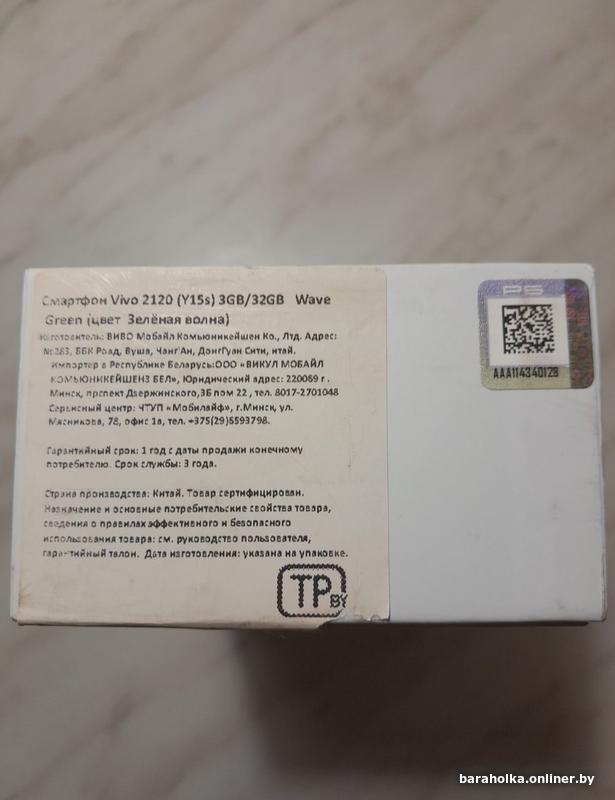 Смартфон Vivo 2120 (Y15s) 3GB/32GB Wave
Green (цвет Зелёная волна)
Изготовитель: ВИВО Мобайл Комьюникейшен Ко., Лтд. Адрес:
№283, ББК Роад, Вуша, Чанг'Ан, ДонгГуан Сити, итай.
Импортер в Республике Беларусь:ООО «ВИКУЛ МОБАЙЛ
КОМЬЮНИКЕЙШЕНЗ БЕЛ», Юридический адрес: 220069 г.
Минск, прспект Дзержинского,3Б пом 22 , тел. 8017-2701048
Сервисный центр: ЧТУП «Мобилайф», г.Минск, ул.
Мясникова, 78, офис 1а, тел. +375(29)6593798.
Гарантийный срок: 1 год с даты продажи конечному
потребителю. Срок службы: 3 года.
Страна производства: Китай. Товар сертифицирован.
Назначение и основные потребительские свойства товара,
сведения о правилах эффективного и безопасного
использования товара: см. руководство пользователя,
гарантийный талон. Дата изготовления: указана на упаковке.
TP BY
PS
AAA114340128
baraholka.onliner.by